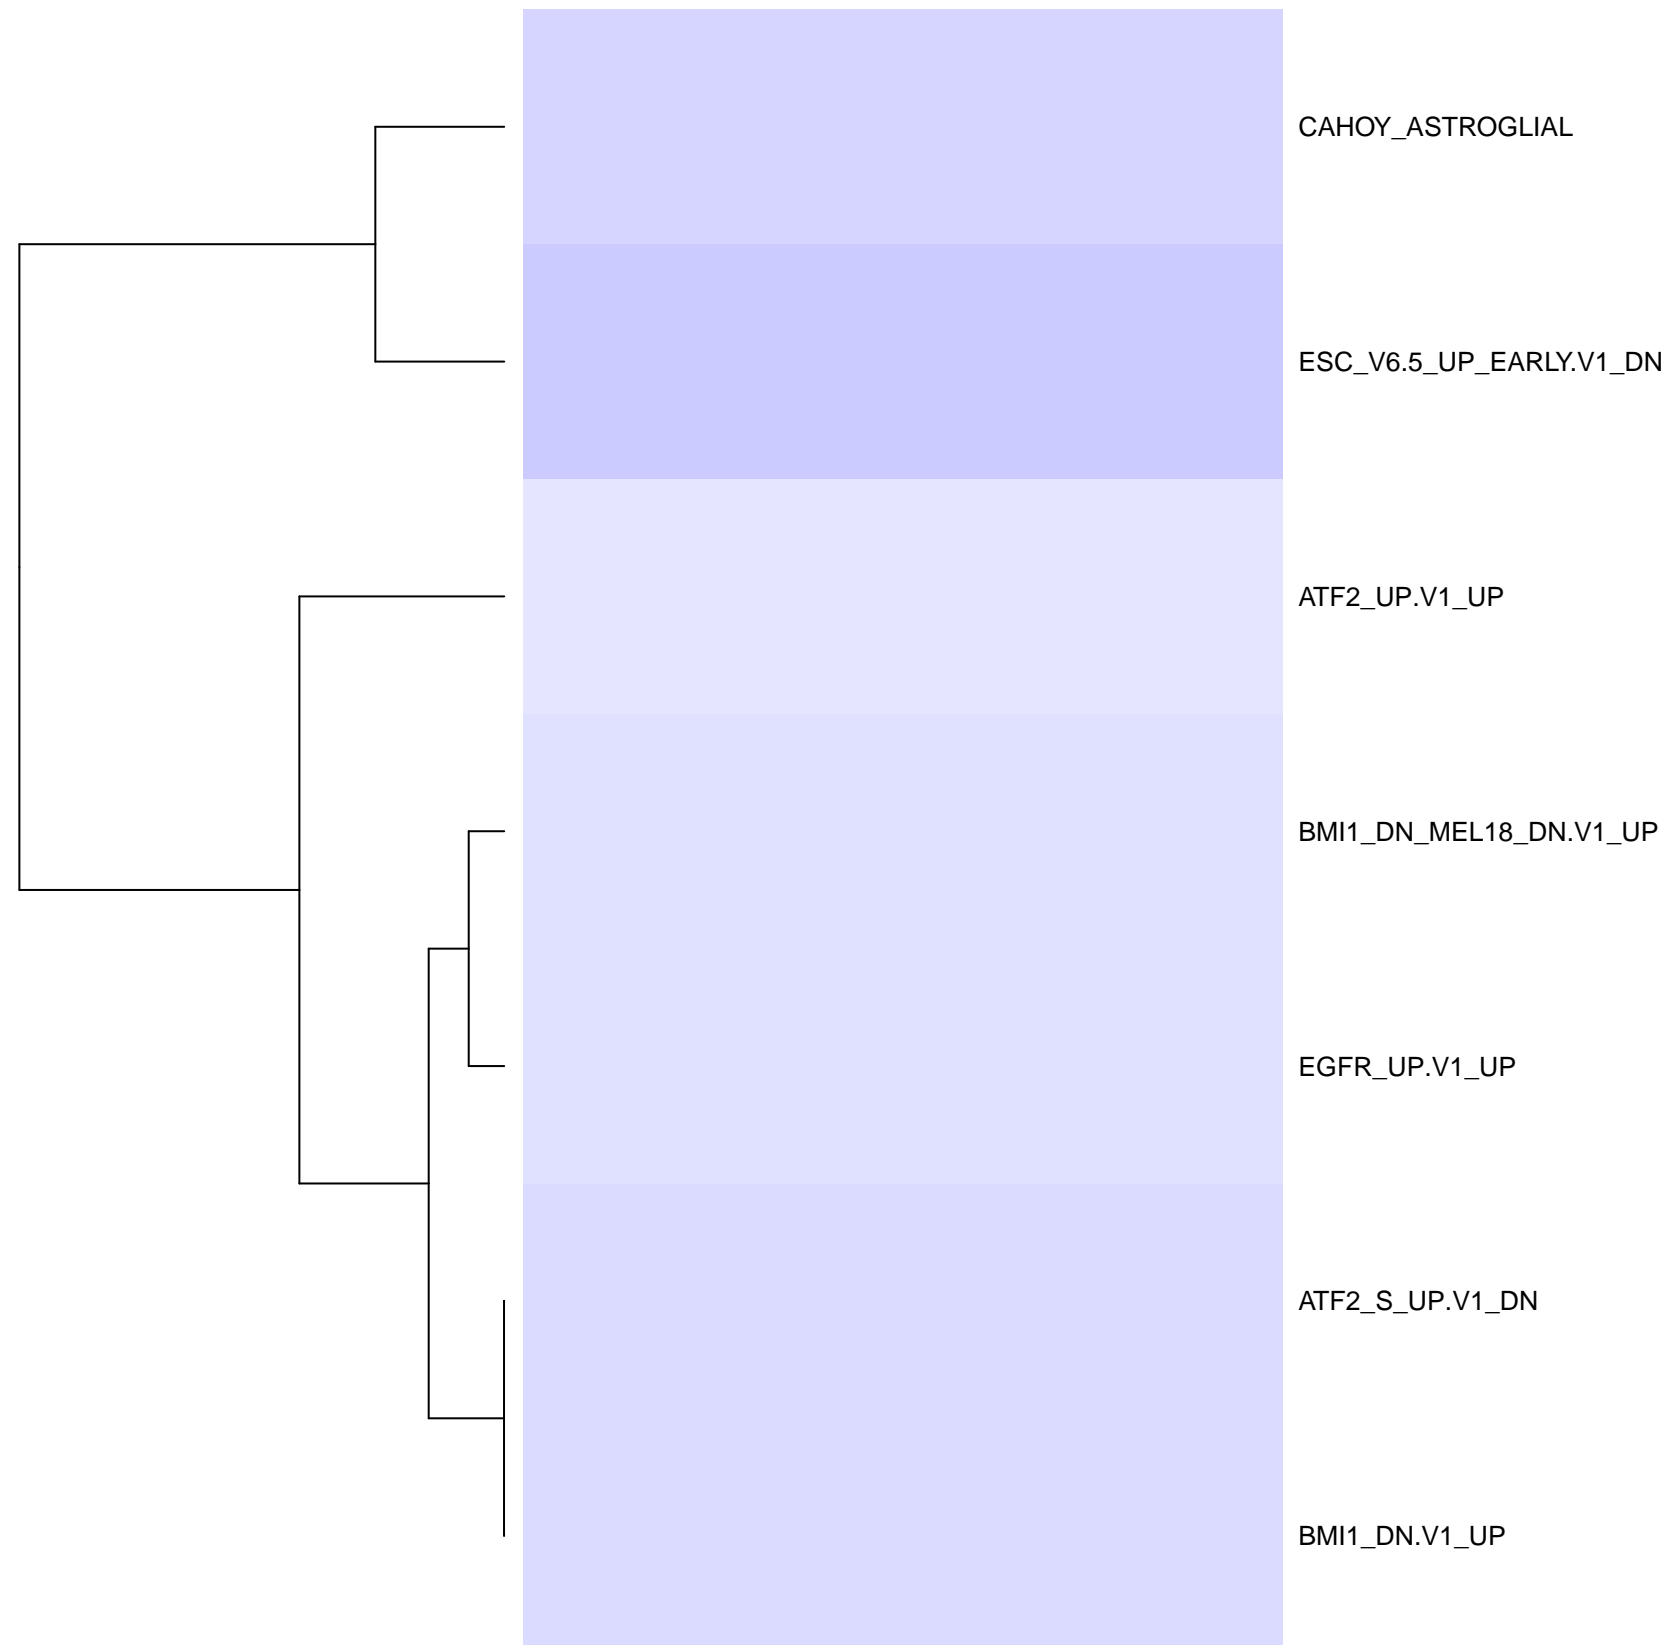 CAHOY_ASTROGLIAL
ESC_V6.5_UP_EARLY.V1_DN
ATF2_UP.V1_UP
BMI1_DN_MEL18_DN.V1_UP
EGFR_UP.V1_UP
ATF2_S_UP.V1_DN
BMI1_DN.V1_UP